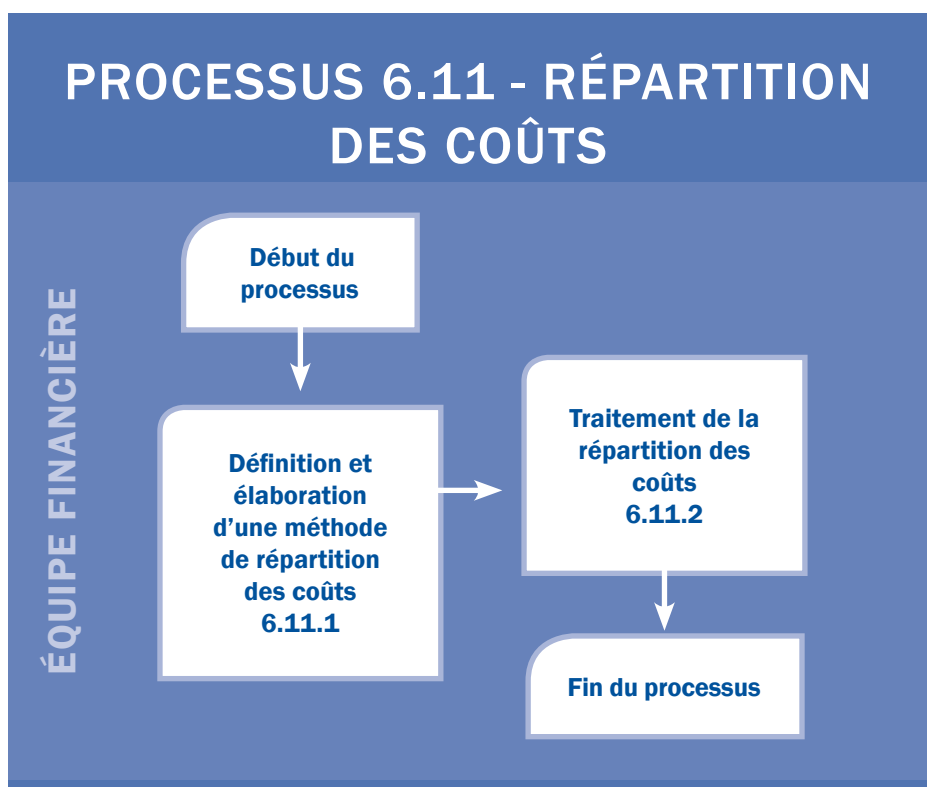 PROCESSUS 6.11 - RÉPARTITION
DES COÛTS
ÉQUIPE FINANCIÈRE
Début du
processus
Définition et
élaboration
d’une méthode
de répartition
des coûts
6.11.1
Traitement de la
répartition des
coûts
6.11.2
Fin du processus